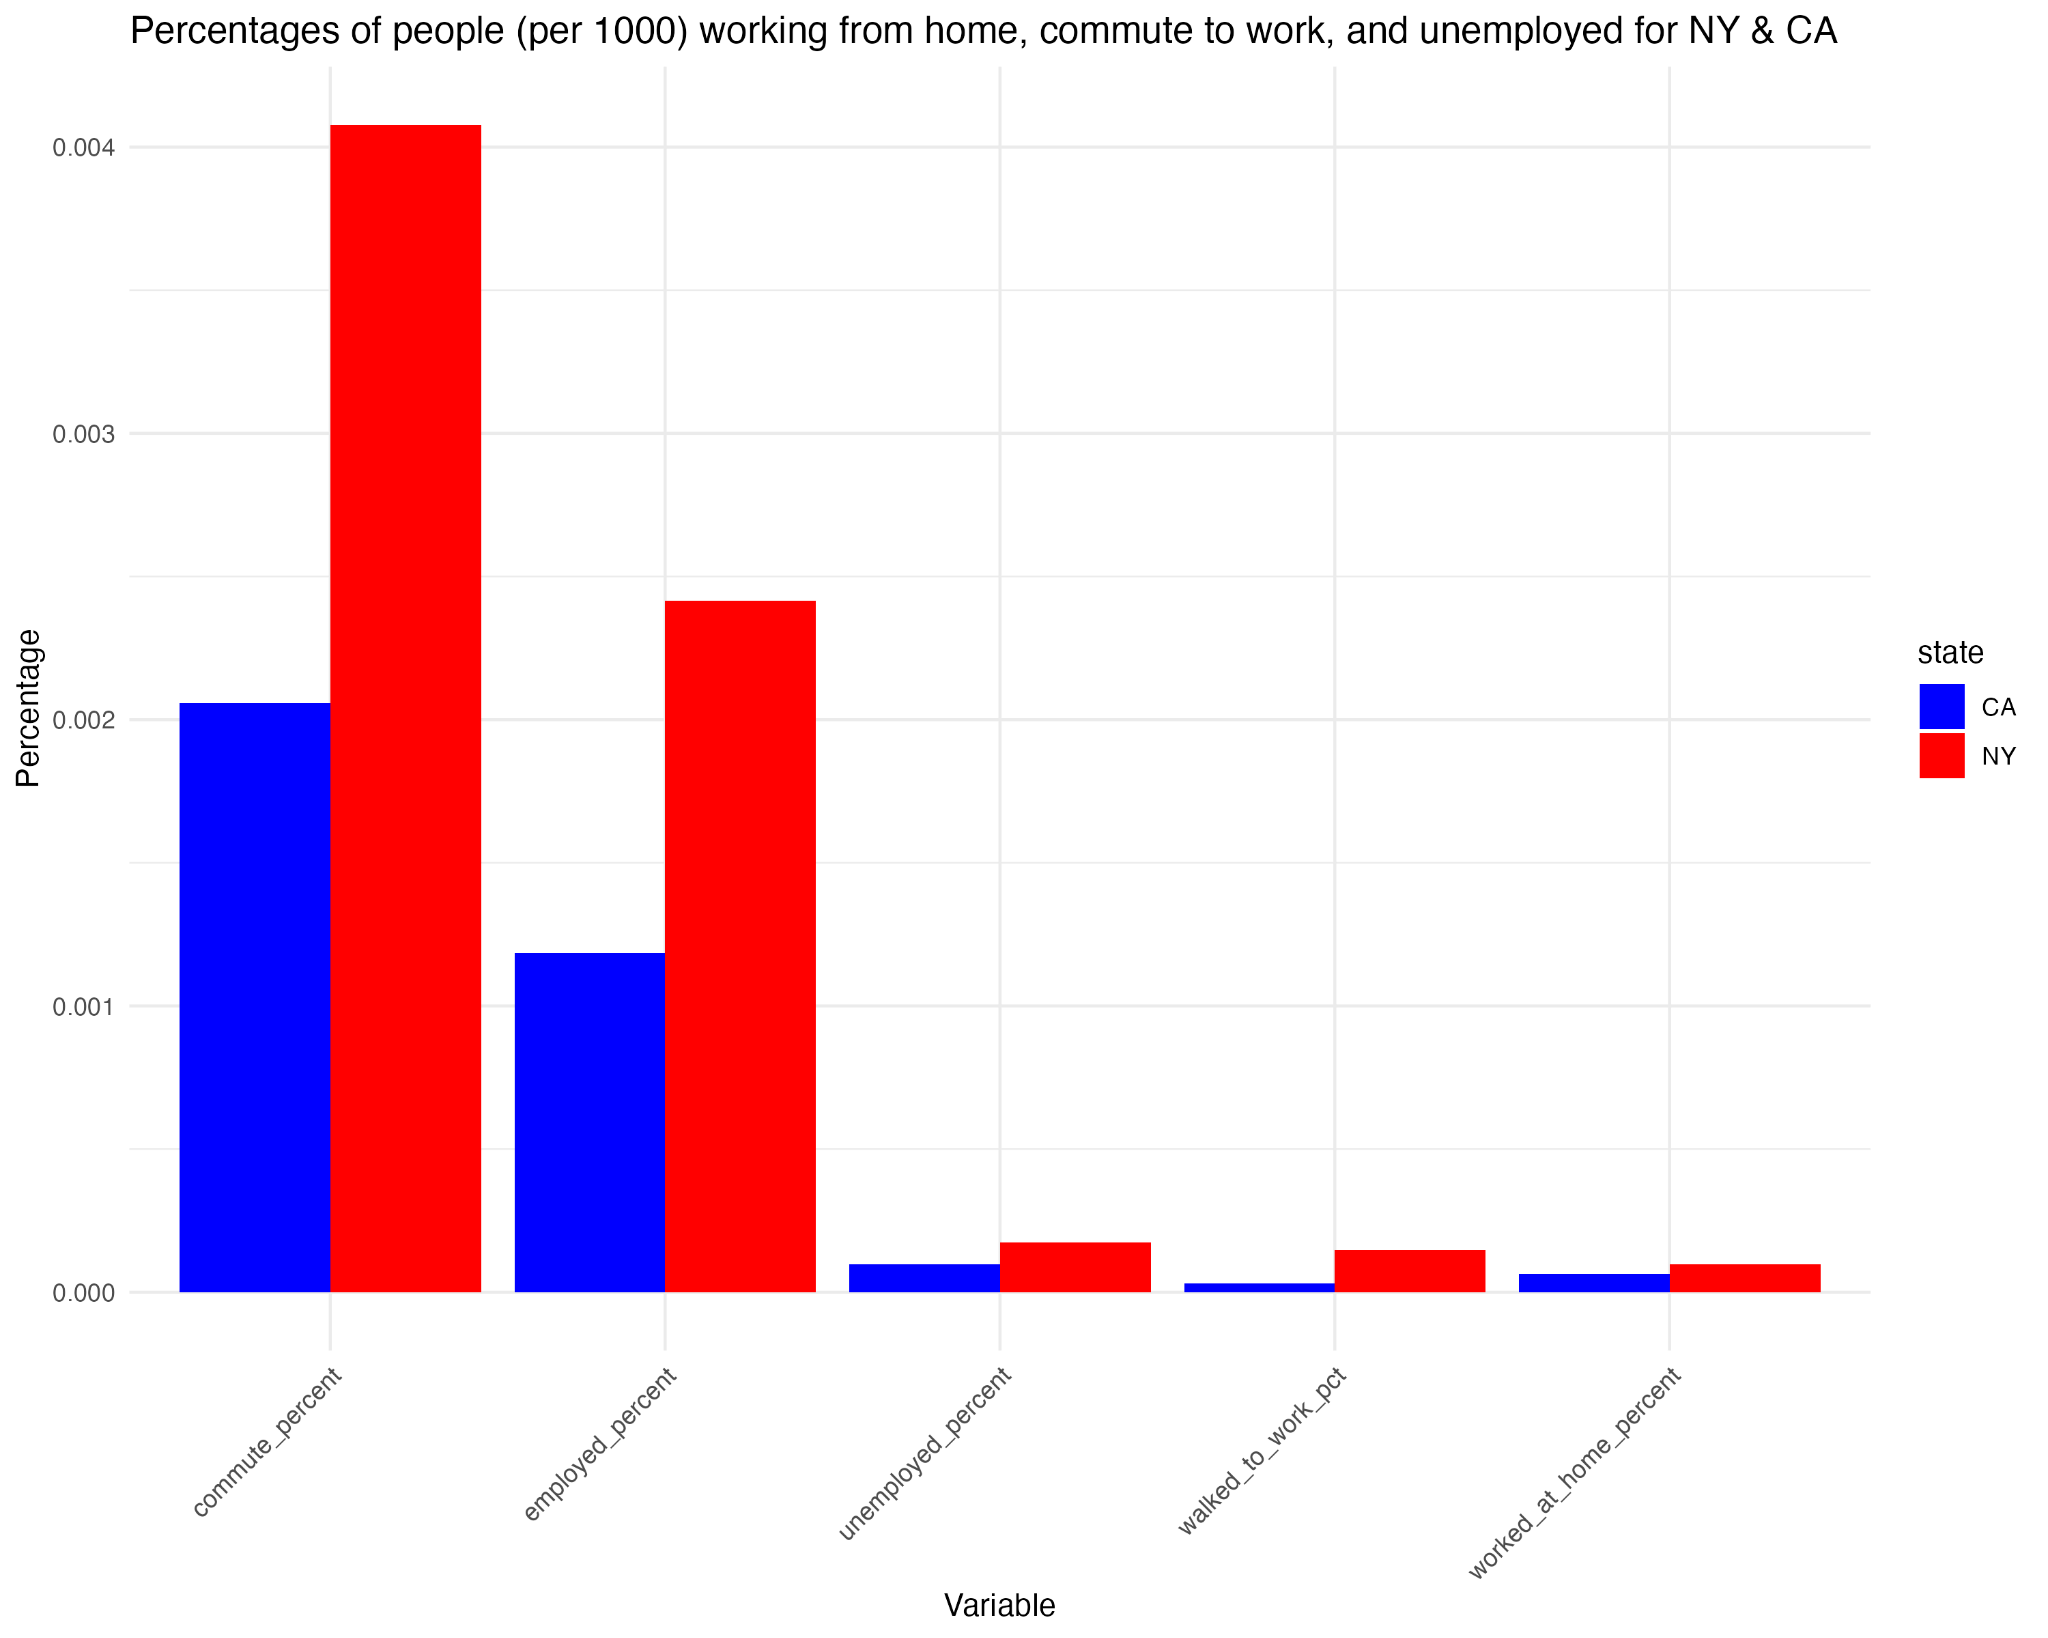 Percentages of people (per 1000) working from home, commute to work, and unemployed for NY & CA
Percentage
0.004
0.003
0.002
0.001
0.000
commute_percent
employed_percent
unemployed_percent
walked_to_work_pct
worked_at_home_percent
Variable
state
CA
NY